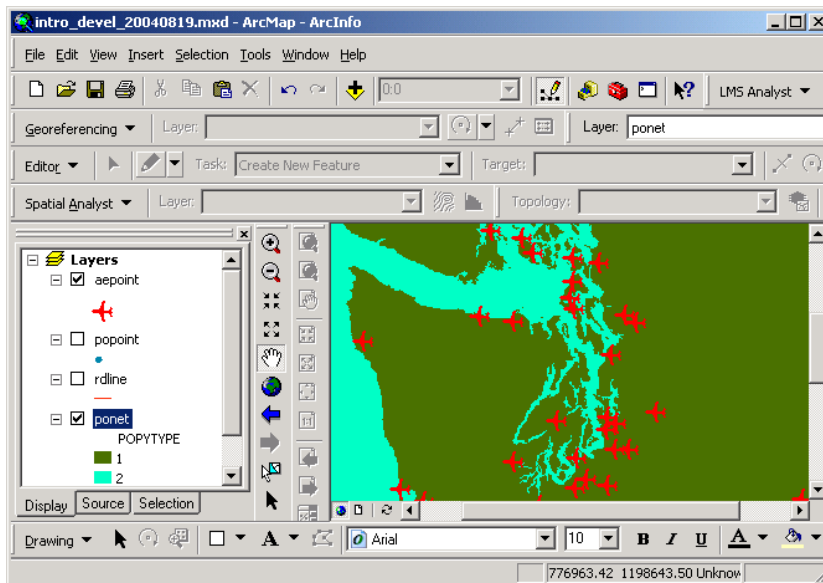 intro_devel_20040819.mxd - ArcMap - ArcInfo
File Edit View Insert Selection Tools Window Help
0:0 LMS Analyst
Georeferencing Layer: Layer: ponet
Editor Task: Create New Feature Target:
Spatial Analyst Layer: Topology:
Layers
aepoint
popoint
rdline
ponet
POPYTYPE
1
2
1:1
Display Source Selection
Drawing A Arial 10 B I U A
776963.42 1198643.50 Unknow